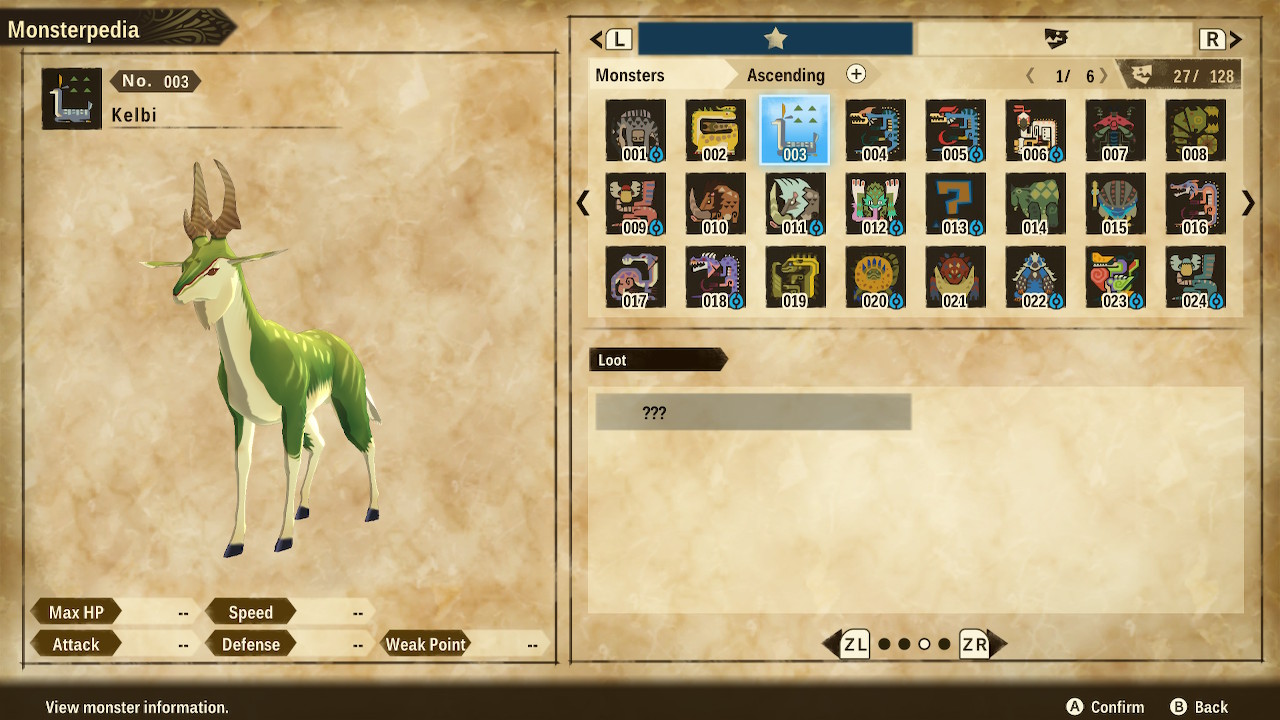 Monsterpedia
No. 003
Kelbi
Max HP -- Speed --
Attack -- Defense -- Weak Point --
L R
Monsters Ascending 1/ 6 27/ 128
001 002 003 004 005 006 007 008
009 010 011 012 013 014 015 016
017 018 019 020 021 022 023 024
Loot
???
ZL ZR
View monster information.
A Confirm B Back